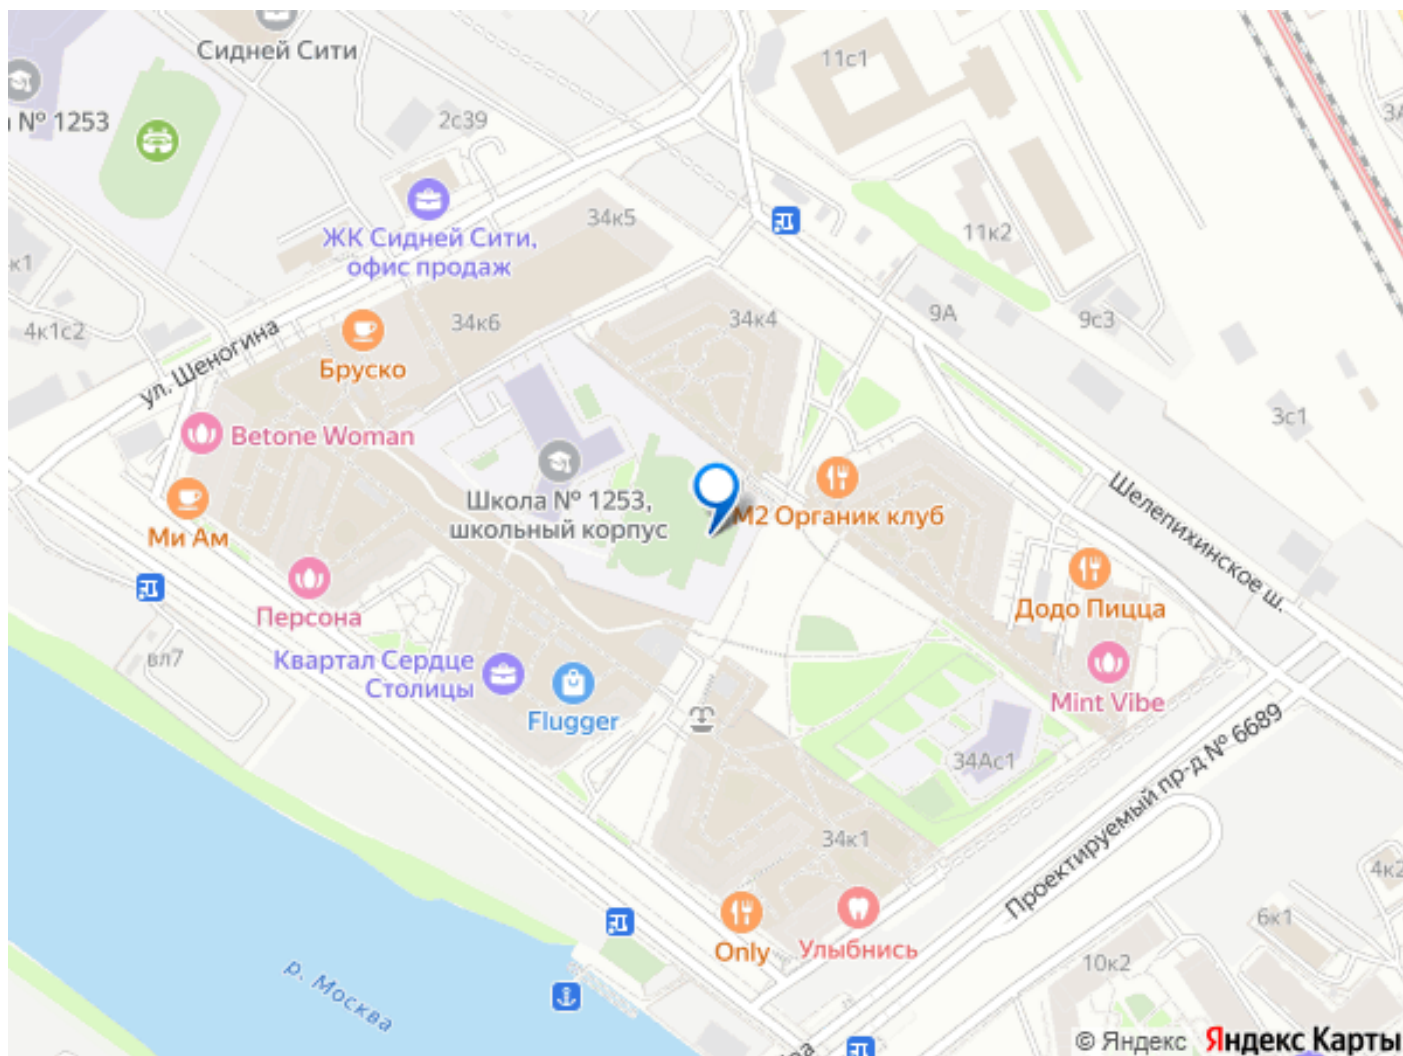 Сидней Сити
11с1
3А
№ 1253
2с39
34к5
11к2
ЖК Сидней Сити,
офис продаж
к1
4к1с2
34к6
34к4
9А
9с3
ул. Шеногина
Бруско
3с1
Betone Woman
Школа № 1253,
школьный корпус
М2 Органик клуб
Шелепихинское ш.
Ми Ам
Додо Пицца
Персона
вл7
Квартал Сердце
Столицы
Flugger
Mint Vibe
34Ас1
Проектируемый пр-д № 6689
34к1
4к2
6к1
Only
Улыбнись
10к2
р. Москва
© Яндекс Яндекс Карты